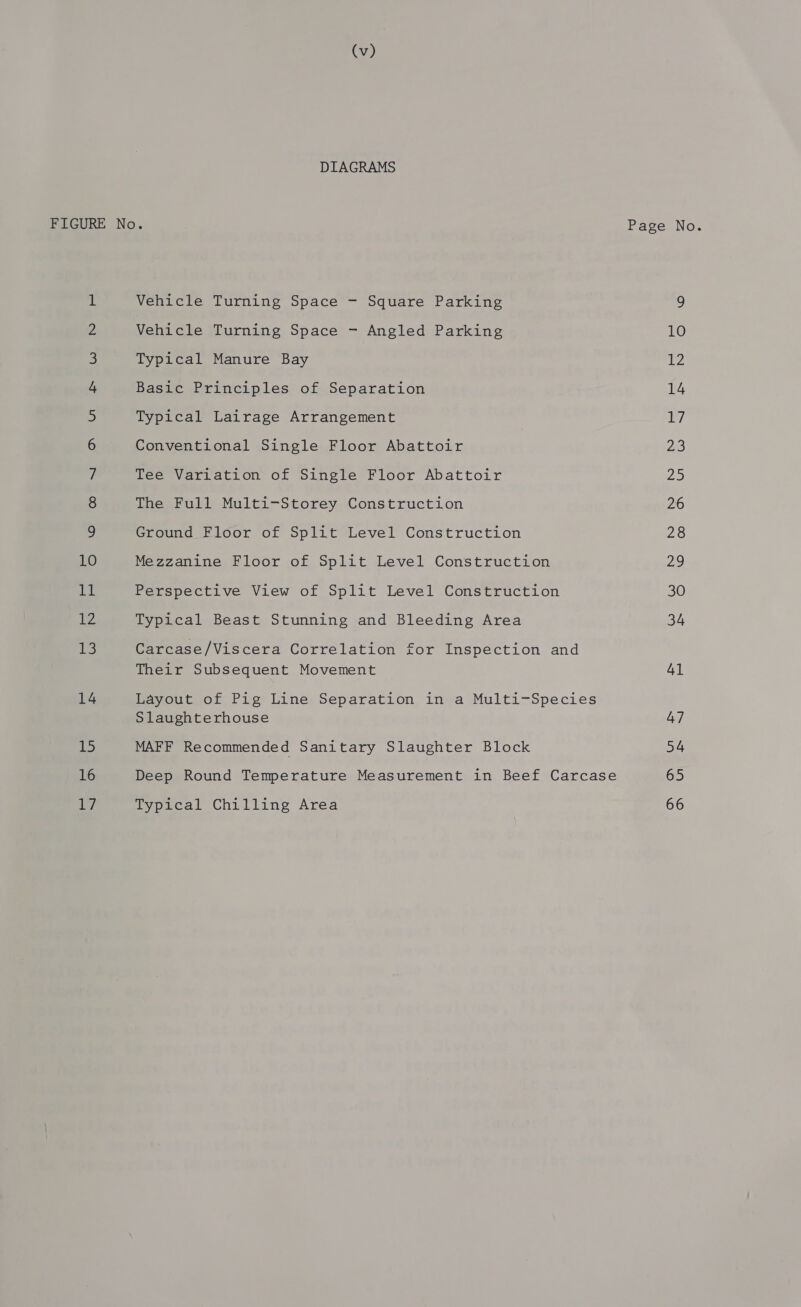 (v)
DIAGRAMS
FIGURE No. Page No.
1 Vehicle Turning Space - Square Parking 9
2 Vehicle Turning Space - Angled Parking 10
3 Typical Manure Bay 12
4 Basic Principles of Separation 14
5 Typical Lairage Arrangement 17
6 Conventional Single Floor Abattoir 23
7 Tee Variation of Single Floor Abattoir 25
8 The Full Multi-Storey Construction 26
9 Ground Floor of Split Level Construction 28
10 Mezzanine Floor of Split Level Construction 29
11 Perspective View of Split Level Construction 30
12 Typical Beast Stunning and Bleeding Area 34
13 Carcase/Viscera Correlation for Inspection and
Their Subsequent Movement 41
14 Layout of Pig Line Separation in a Multi-Species
Slaughterhouse 47
15 MAFF Recommended Sanitary Slaughter Block 54
16 Deep Round Temperature Measurement in Beef Carcase 65
17 Typical Chilling Area 66